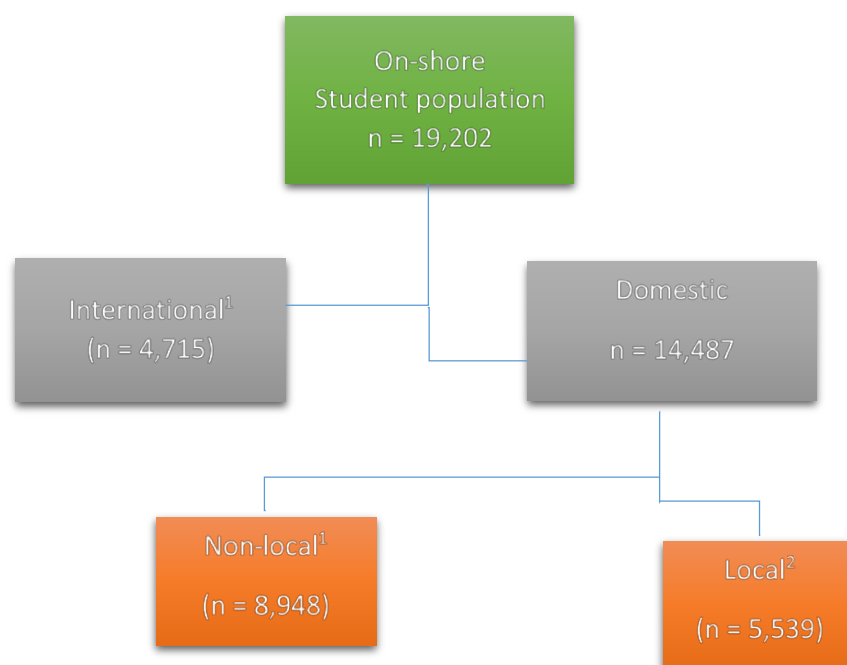 On-shore
Student population
n = 19,202
International¹
(n = 4,715)
Domestic
n = 14,487
Non-local¹
(n = 8,948)
Local²
(n = 5,539)